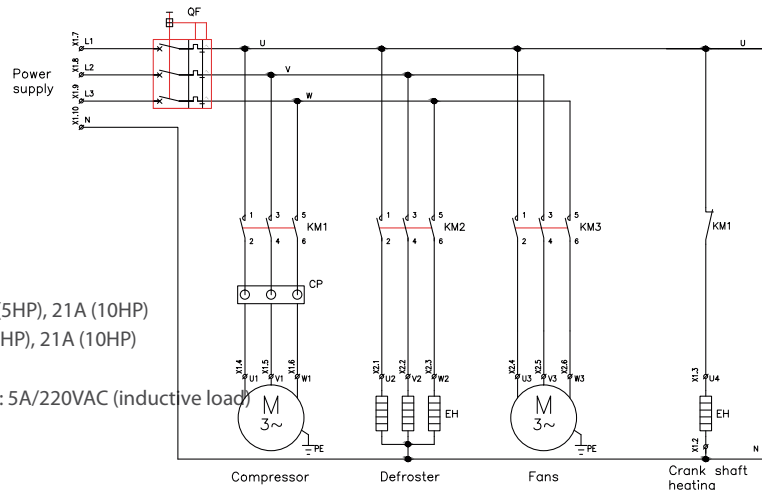 QF
X1.7 L1 U U
X1.8 L2 V
X1.9 L3 W
X1.10 N
Power
supply
1 3 5 KM1
2 4 6
1 3 5 KM2
2 4 6
1 3 5 KM3
2 4 6
KM1
CP
(5HP), 21A (10HP)
HP), 21A (10HP)
: 5A/220VAC (inductive load)
X1.4 U1 X1.5 V1 X1.6 W1
X2.1 U2 X2.2 V2 X2.3 W2
X2.4 U3 X2.5 V3 X2.6 W3
X1.3 U4
M
3~
EH
M
3~
EH
PE
PE
X1.2
N
Compressor
Defroster
Fans
Crank shaft
heating